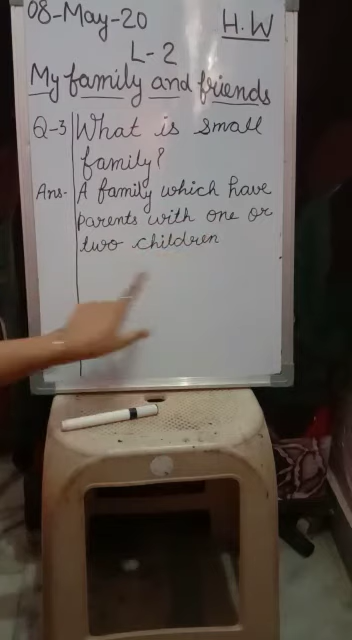 08-May-20 H.W
L-2
My family and friends
Q-3 What is small
family?
Ans- A family which have
parents with one or
two children